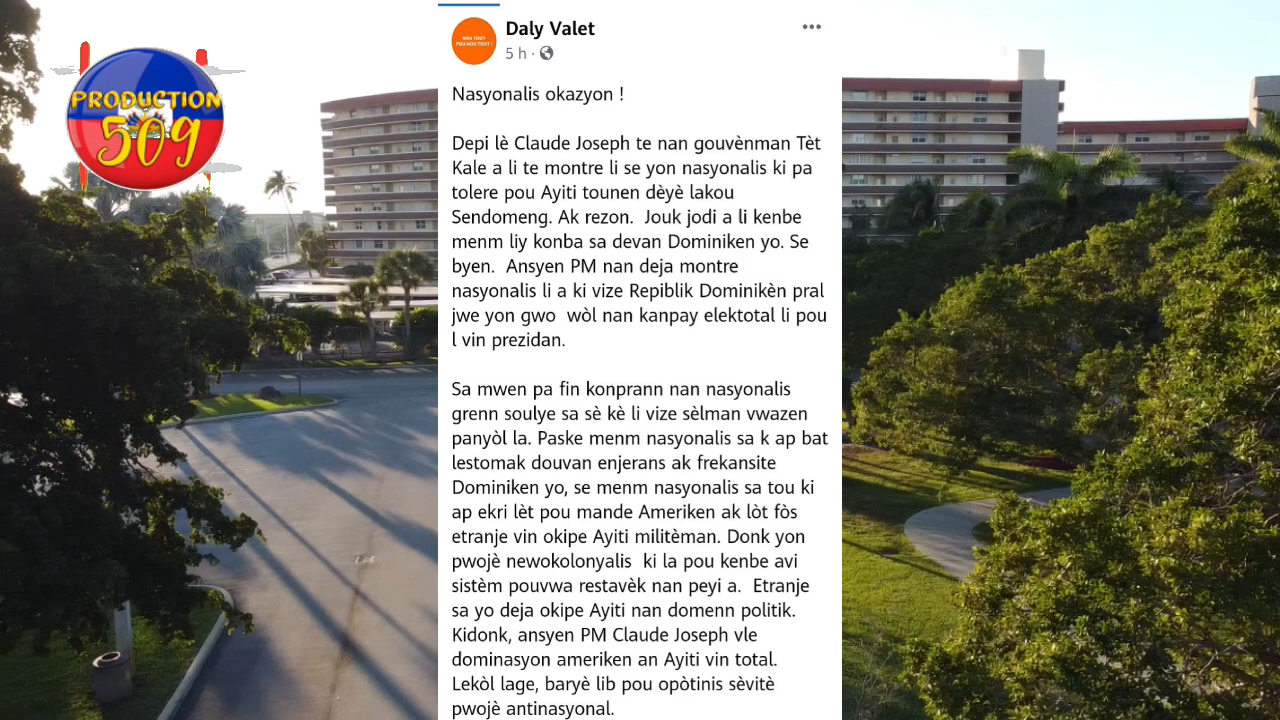 PRODUCTION
509
NOU TOUT
POU NOU TOUT !
Daly Valet
5 h ·
Nasyonalis okazyon !
Depi lè Claude Joseph te nan gouvènman Tèt
Kale a li te montre li se yon nasyonalis ki pa
tolere pou Ayiti tounen dèyè lakou
Sendomeng. Ak rezon. Jouk jodi a li kenbe
menm liy konba sa devan Dominiken yo. Se
byen. Ansyen PM nan deja montre
nasyonalis li a ki vize Repiblik Dominikèn pral
jwe yon gwo wòl nan kanpay elektotal li pou
l vin prezidan.
Sa mwen pa fin konprann nan nasyonalis
grenn soulye sa sè kè li vize sèlman vwazen
panyòl la. Paske menm nasyonalis sa k ap bat
lestomak douvan enjerans ak frekansite
Dominiken yo, se menm nasyonalis sa tou ki
ap ekri lèt pou mande Ameriken ak lòt fòs
etranje vin okipe Ayiti militèman. Donk yon
pwojè newokolonyalis ki la pou kenbe avi
sistèm pouvwa restavèk nan peyi a. Etranje
sa yo deja okipe Ayiti nan domenn politik.
Kidonk, ansyen PM Claude Joseph vle
dominasyon ameriken an Ayiti vin total.
Lekòl lage, baryè lib pou opòtinis sèvitè
pwojè antinasyonal.